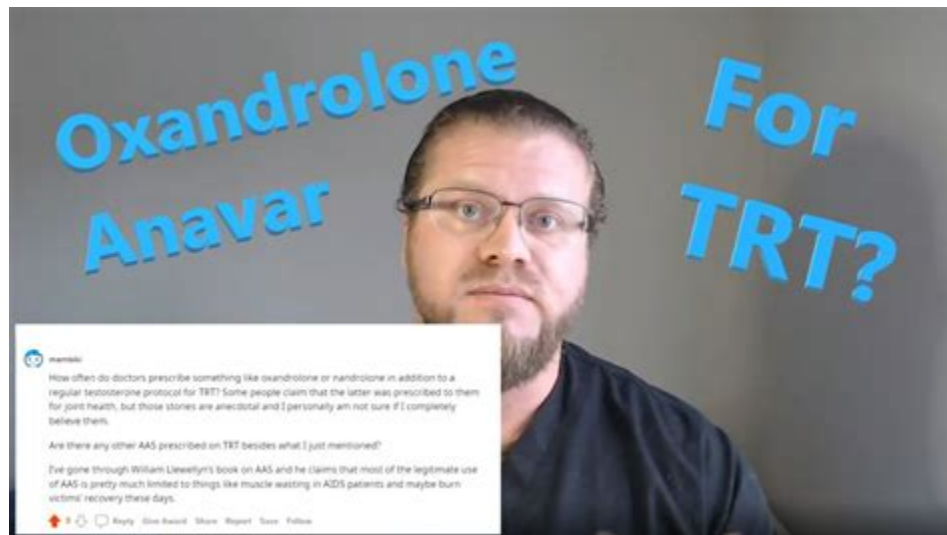 Oxandrolone
Anavar
For
TRT?
How often do doctors prescribe something like oxandrolone or nandrolone in addition to a
regular testosterone protocol for TRT? Some people claim that the latter was prescribed to them
for joint health, but those stories are anecdotal and I personally am not sure if I completely
believe them.
Are there any other AAS prescribed on TRT besides what I just mentioned?
I've gone through William Llewellyn's book on AAS and he claims that most of the legitimate use
of AAS is pretty much limited to things like muscle wasting in AIDS patients and maybe burn
victims' recovery these days.
Reply Give Award Share Report Save Follow